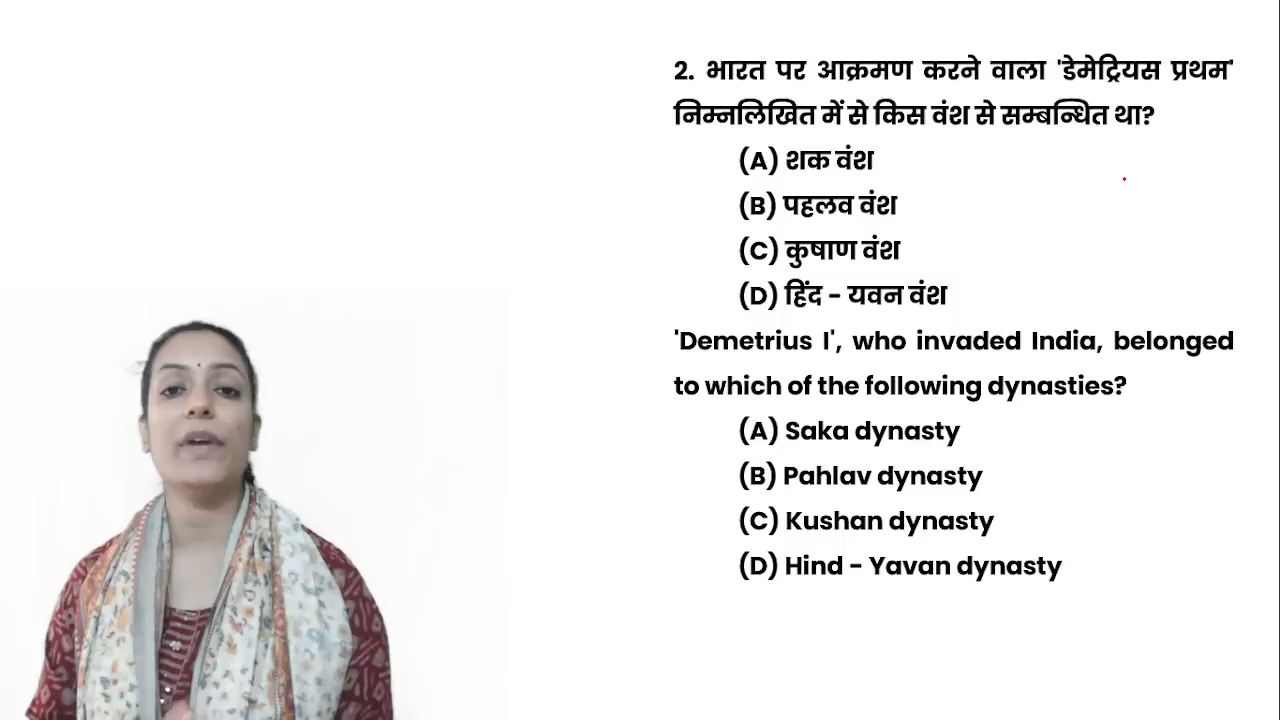 2. भारत पर आक्रमण करने वाला 'डेमेट्रियस प्रथम'
निम्नलिखित में से किस वंश से सम्बन्धित था?
(A) शक वंश
(B) पहलव वंश
(C) कुषाण वंश
(D) हिंद - यवन वंश
'Demetrius I', who invaded India, belonged
to which of the following dynasties?
(A) Saka dynasty
(B) Pahlav dynasty
(C) Kushan dynasty
(D) Hind - Yavan dynasty